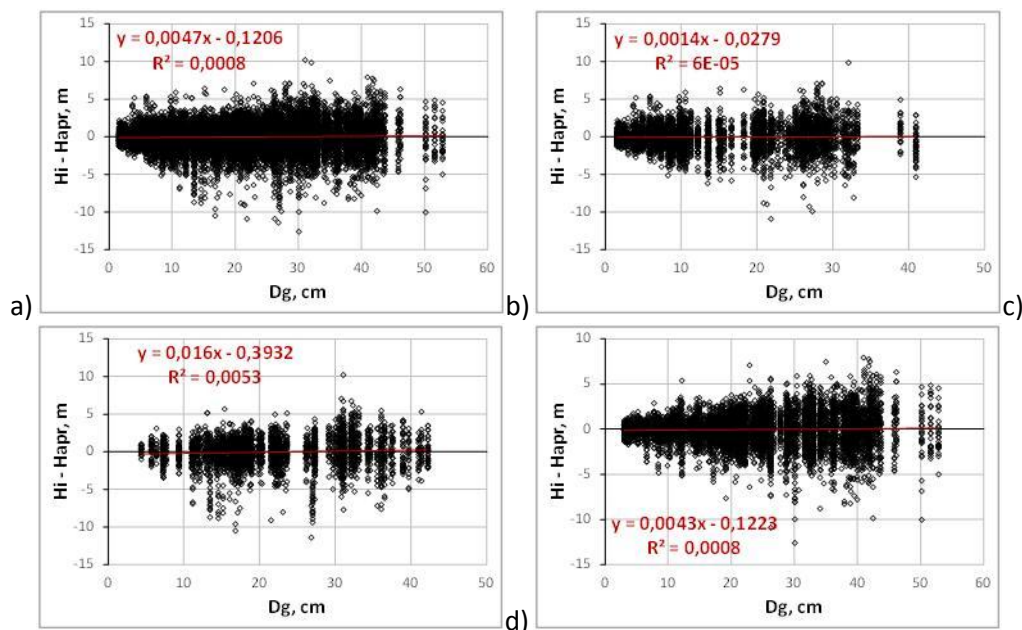 y = 0,0047x - 0,1206
R² = 0,0008
15
10
5
0
-5
-10
-15
Hi - Hapr, m
0 10 20 30 40 50 60
Dg, cm
a)
y = 0,0014x - 0,0279
R² = 6E-05
15
10
5
0
-5
-10
-15
Hi - Hapr, m
0 10 20 30 40 50
Dg, cm
b)
c)
y = 0,016x - 0,3932
R² = 0,0053
15
10
5
0
-5
-10
-15
Hi - Hapr, m
0 10 20 30 40 50
Dg, cm
10
5
0
-5
-10
-15
Hi - Hapr, m
y = 0,0043x - 0,1223
R² = 0,0008
0 10 20 30 40 50 60
Dg, cm
d)